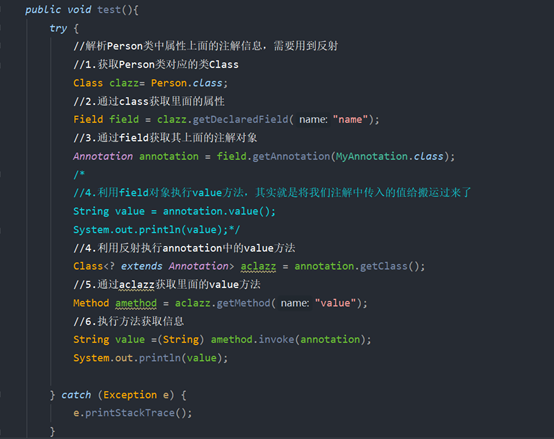 public void test(){
try {
//解析Person类中属性上面的注解信息，需要用到反射
//1.获取Person类对应的类Class
Class clazz= Person.class;
//2.通过class获取里面的属性
Field field = clazz.getDeclaredField( name: "name");
//3.通过field获取其上面的注解对象
Annotation annotation = field.getAnnotation(MyAnnotation.class);
/*
//4.利用field对象执行value方法，其实就是将我们注解中传入的值给搬运过来了
String value = annotation.value();
System.out.println(value);*/
//4.利用反射执行annotation中的value方法
Class<? extends Annotation> aclazz = annotation.getClass();
//5.通过aclazz获取里面的value方法
Method amethod = aclazz.getMethod( name: "value");
//6.执行方法获取信息
String value =(String) amethod.invoke(annotation);
System.out.println(value);
} catch (Exception e) {
e.printStackTrace();
}